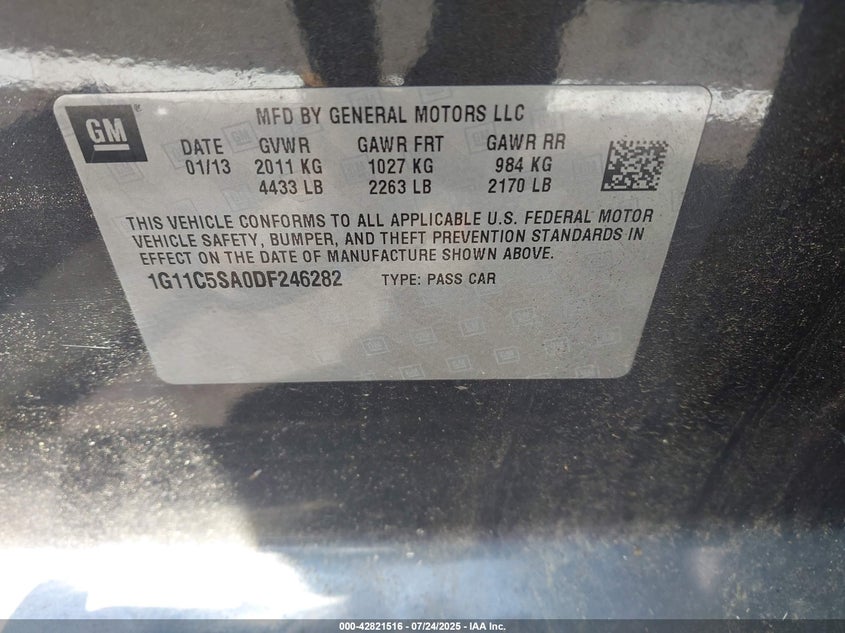 GM
MFD BY GENERAL MOTORS LLC
DATE GVWR GAWR FRT GAWR RR
01/13 2011 KG 1027 KG 984 KG
4433 LB 2263 LB 2170 LB
THIS VEHICLE CONFORMS TO ALL APPLICABLE U.S. FEDERAL MOTOR
VEHICLE SAFETY, BUMPER, AND THEFT PREVENTION STANDARDS IN
EFFECT ON THE DATE OF MANUFACTURE SHOWN ABOVE.
1G11C5SA0DF246282 TYPE: PASS CAR
000-42821516 - 07/24/2025 - IAA Inc.